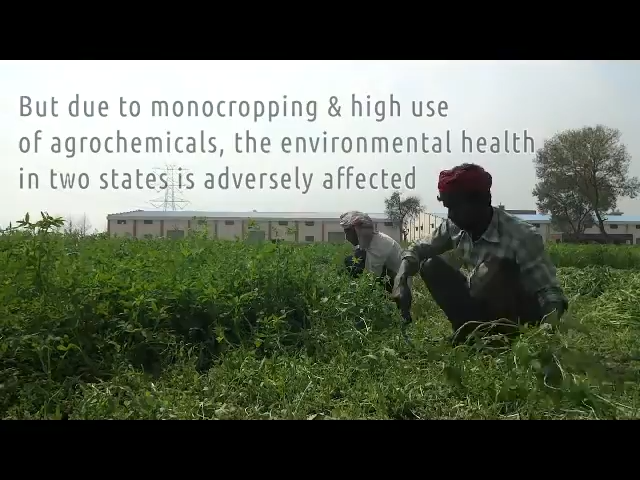 But due to monocropping & high use
of agrochemicals, the environmental health
in two states is adversely affected